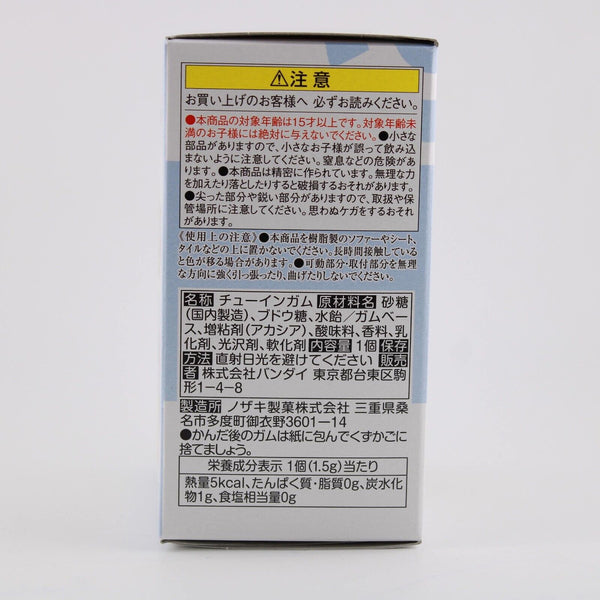 ⚠注意
お買い上げのお客様へ 必ずお読みください。
●本商品の対象年齢は15才以上です。対象年齢未
満のお子様には絶対に与えないでください。●小さな
部品がありますので、小さなお子様が誤って飲み込
まないように注意してください。窒息などの危険があ
ります。●本商品は精密に作られています。無理な力
を加えたり落としたりすると破損するおそれがあります。
●尖った部分や鋭い部分がありますので、取扱や保
管場所に注意してください。思わぬケガをするおそれ
があります。
《使用上の注意》●本商品を樹脂製のソファーやシート、
タイルなどの上に置かないでください。長時間接触している
と色が移る場合があります。●可動部分・取付部分を無理
な方向に強く引っ張ったり、曲げたりしないでください。
名称 チューインガム 原材料名 砂糖
(国内製造)、ブドウ糖、水飴／ガムベー
ス、増粘剤(アカシア)、酸味料、香料、乳
化剤、光沢剤、軟化剤 内容量 1個 保存
方法 直射日光を避けてください 販売
者 株式会社バンダイ 東京都台東区駒
形1-4-8
製造所 ノザキ製菓株式会社 三重県桑
名市多度町御衣野3601-14
●かんだ後のガムは紙に包んでくずかごに
捨てましょう。
栄養成分表示 1個(1.5g)当たり
熱量5kcal、たんぱく質・脂質0g、炭水化
物1g、食塩相当量0g